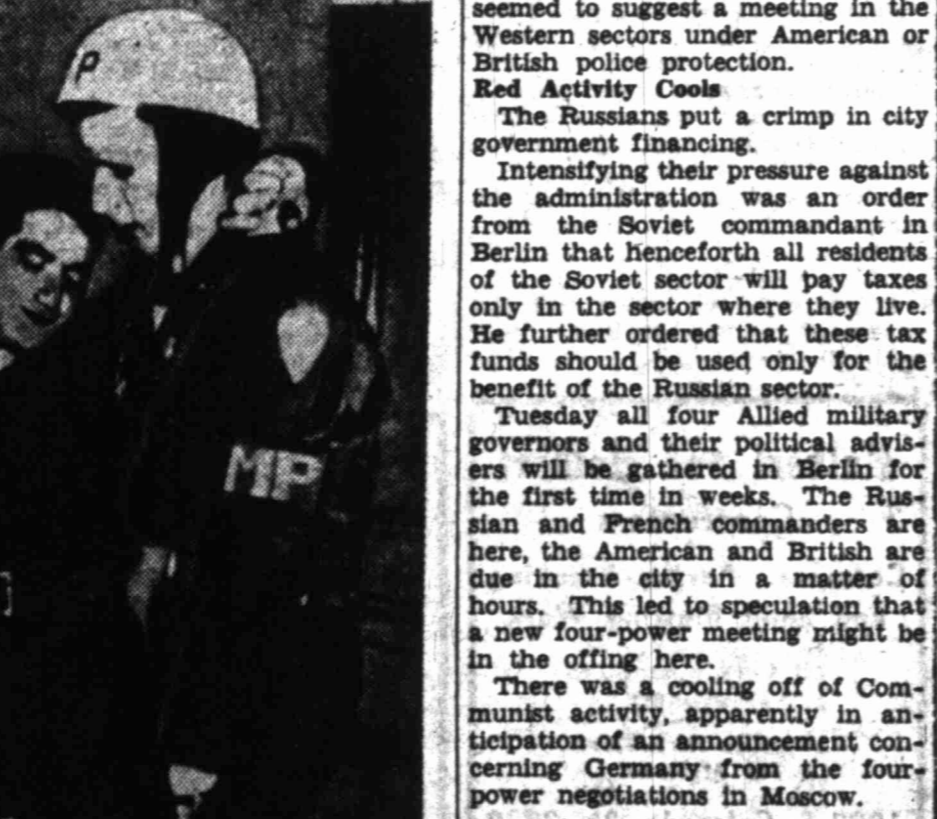 P
MP
seemed to suggest a meeting in the
Western sectors under American or
British police protection.
Red Activity Cools
The Russians put a crimp in city
government financing.
Intensifying their pressure against
the administration was an order
from the Soviet commandant in
Berlin that henceforth all residents
of the Soviet sector will pay taxes
only in the sector where they live.
He further ordered that these tax
funds should be used only for the
benefit of the Russian sector.
Tuesday all four Allied military
governors and their political advis-
ers will be gathered in Berlin for
the first time in weeks. The Rus-
sian and French commanders are
here, the American and British are
due in the city in a matter of
hours. This led to speculation that
a new four-power meeting might be
in the offing here.
There was a cooling off of Com-
munist activity, apparently in an-
ticipation of an announcement con-
cerning Germany from the four-
power negotiations in Moscow.